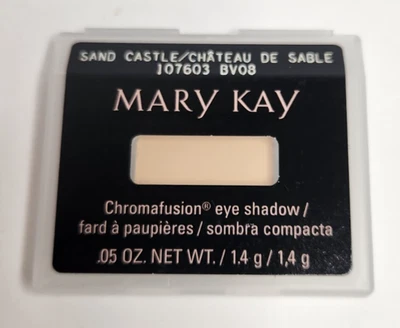 SAND CASTLE/CHÂTEAU DE SABLE
107603 BV08
MARY KAY
Chromafusion® eye shadow /
fard à paupières / sombra compacta
.05 OZ. NET WT. / 1.4 g / 1,4 g